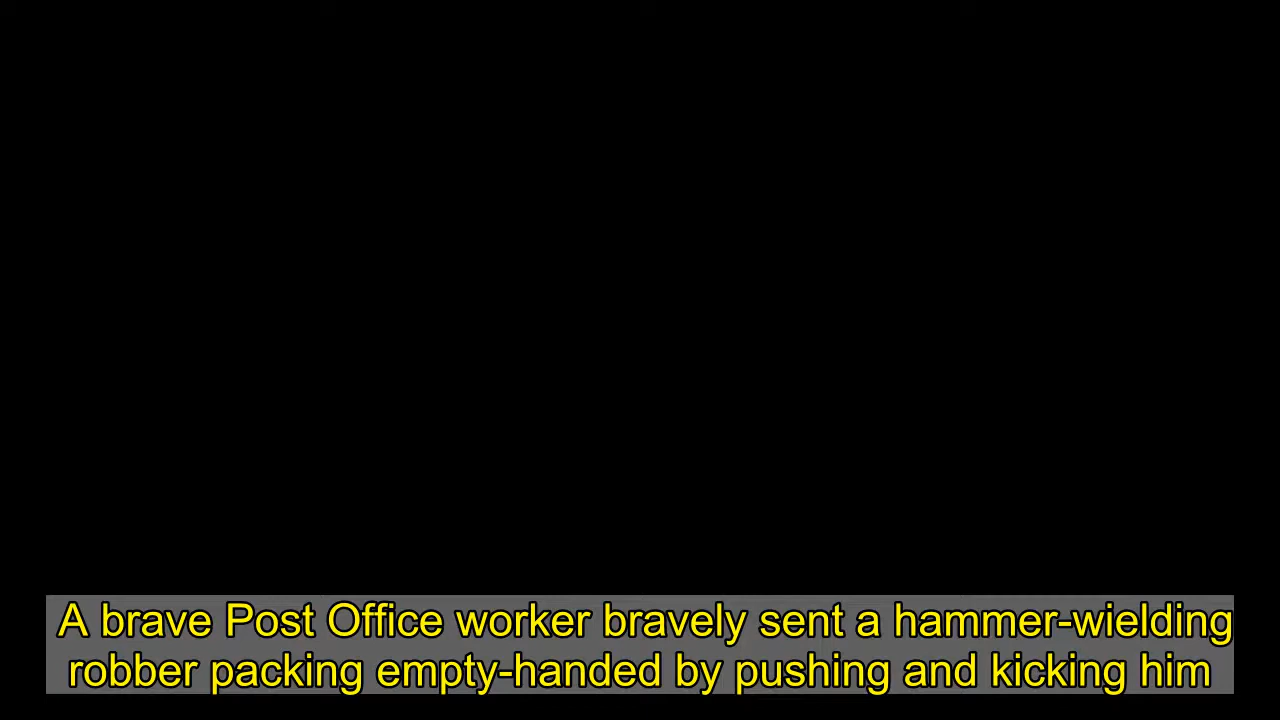 A brave Post Office worker bravely sent a hammer-wielding
robber packing empty-handed by pushing and kicking him